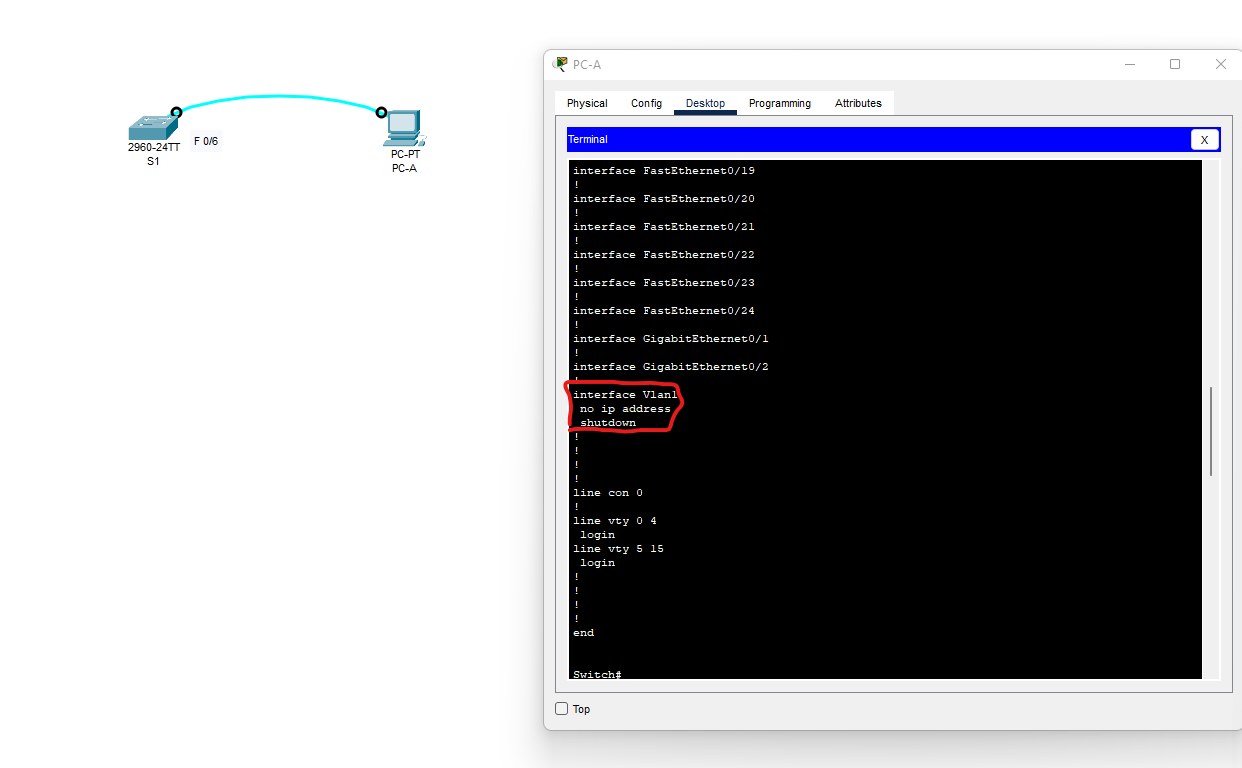 PC-A
Physical Config Desktop Programming Attributes
Terminal X
2960-24TT
S1
F 0/6
PC-PT
PC-A
interface FastEthernet0/19
!
interface FastEthernet0/20
!
interface FastEthernet0/21
!
interface FastEthernet0/22
!
interface FastEthernet0/23
!
interface FastEthernet0/24
!
interface GigabitEthernet0/1
!
interface GigabitEthernet0/2
!
interface Vlan1
no ip address
shutdown
!
!
!
!
line con 0
!
line vty 0 4
login
line vty 5 15
login
!
!
!
!
end
Switch#
Top